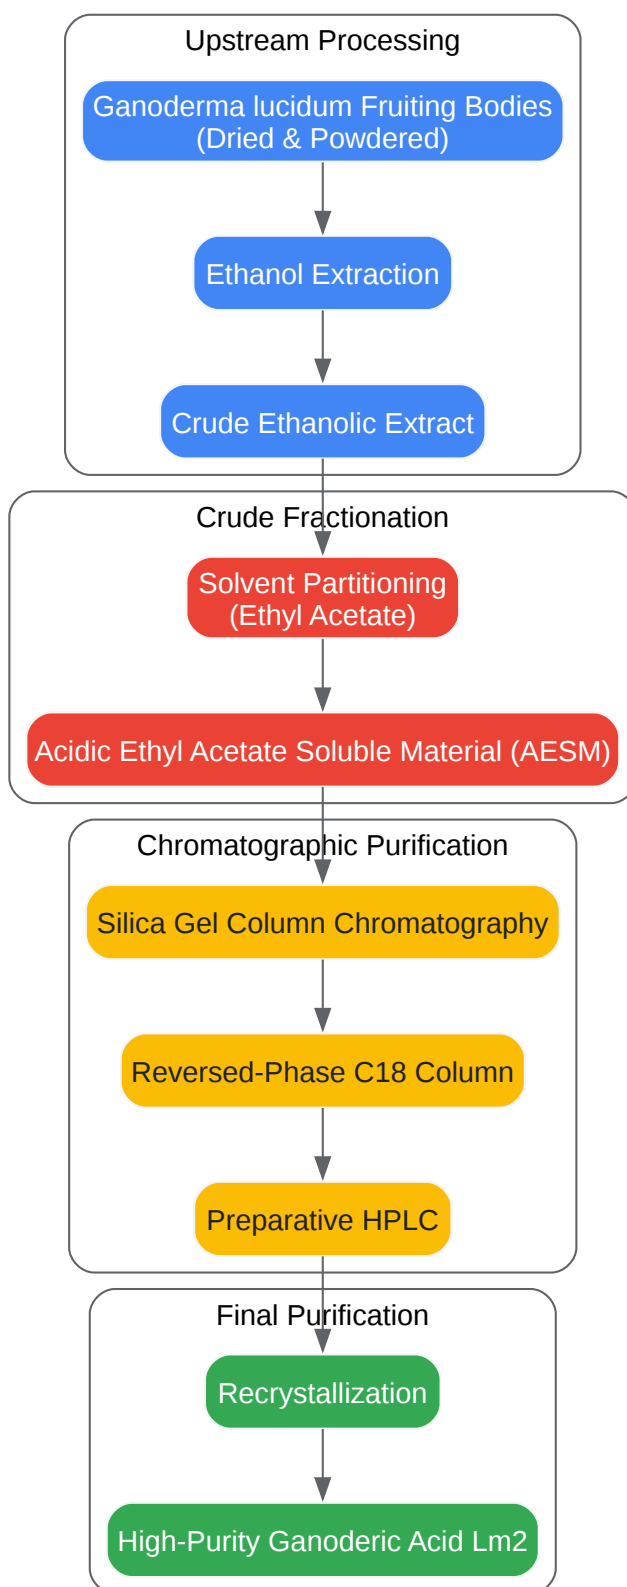 Upstream Processing
Ganoderma lucidum Fruiting Bodies
(Dried & Powdered)
Ethanol Extraction
Crude Ethanolic Extract
Crude Fractionation
Solvent Partitioning
(Ethyl Acetate)
Acidic Ethyl Acetate Soluble Material (AESM)
Chromatographic Purification
Silica Gel Column Chromatography
Reversed-Phase C18 Column
Preparative HPLC
Final Purification
Recrystallization
High-Purity Ganoderic Acid Lm2